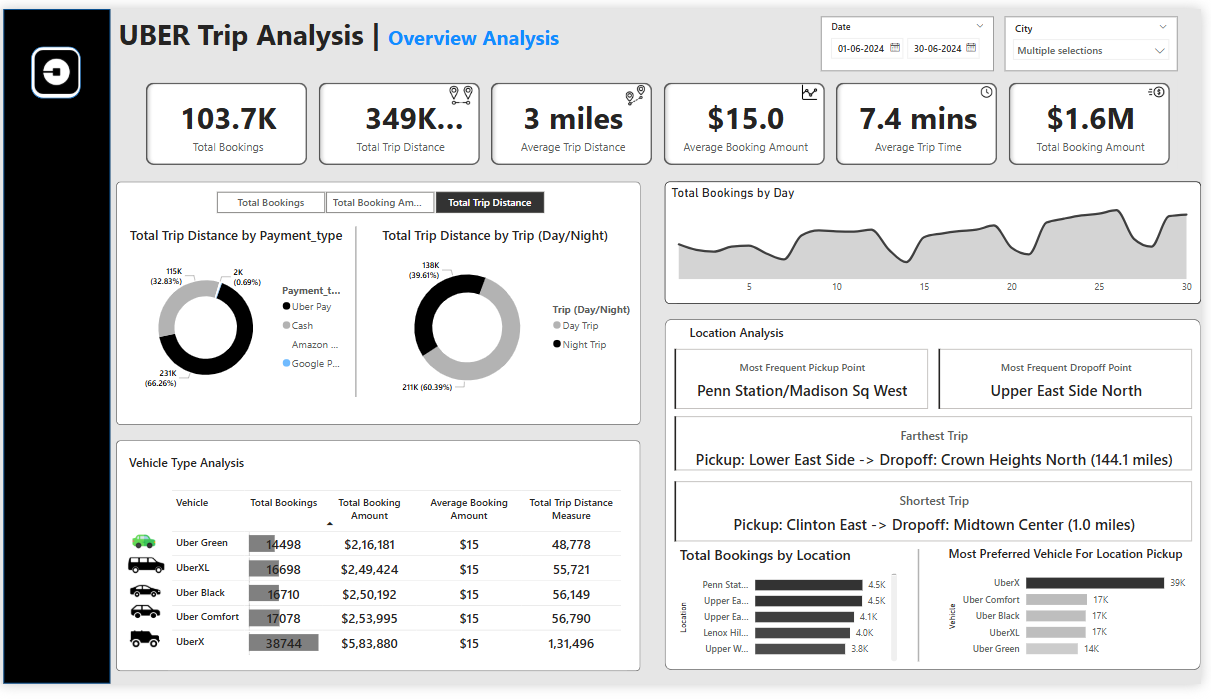 UBER Trip Analysis | Overview Analysis
Date
01-06-2024 30-06-2024
City
Multiple selections
103.7K
Total Bookings
349K...
Total Trip Distance
3 miles
Average Trip Distance
$15.0
Average Booking Amount
7.4 mins
Average Trip Time
$1.6M
Total Booking Amount
Total Bookings Total Booking Am... Total Trip Distance
Total Trip Distance by Payment_type
115K
(32.83%)
2K
(0.69%)
231K
(66.26%)
Payment_t...
Uber Pay
Cash
Amazon ...
Google P...
Total Trip Distance by Trip (Day/Night)
138K
(39.61%)
211K (60.39%)
Trip (Day/Night)
Day Trip
Night Trip
Total Bookings by Day
5 10 15 20 25 30
Vehicle Type Analysis
Vehicle Total Bookings Total Booking Amount Average Booking Amount Total Trip Distance Measure
Uber Green 14498 $2,16,181 $15 48,778
UberXL 16698 $2,49,424 $15 55,721
Uber Black 16710 $2,50,192 $15 56,149
Uber Comfort 17078 $2,53,995 $15 56,790
UberX 38744 $5,83,880 $15 1,31,496
Location Analysis
Most Frequent Pickup Point
Penn Station/Madison Sq West
Most Frequent Dropoff Point
Upper East Side North
Farthest Trip
Pickup: Lower East Side -> Dropoff: Crown Heights North (144.1 miles)
Shortest Trip
Pickup: Clinton East -> Dropoff: Midtown Center (1.0 miles)
Total Bookings by Location
Location
Penn Stat... 4.5K
Upper Ea... 4.5K
Upper Ea... 4.1K
Lenox Hil... 4.0K
Upper W... 3.8K
Most Preferred Vehicle For Location Pickup
Vehicle
UberX 39K
Uber Comfort 17K
Uber Black 17K
UberXL 17K
Uber Green 14K